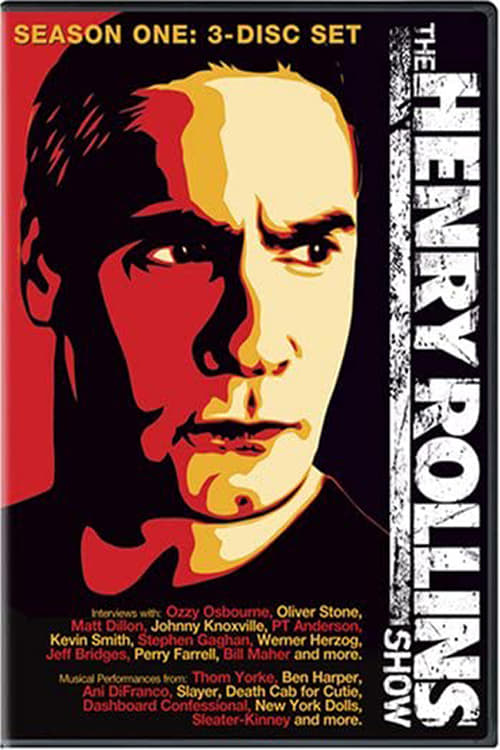 SEASON ONE: 3-DISC SET
THE
HENRY ROLLINS
SHOW
Interviews with: Ozzy Osbourne, Oliver Stone,
Matt Dillon, Johnny Knoxville, PT Anderson,
Kevin Smith, Stephen Gaghan, Werner Herzog,
Jeff Bridges, Perry Farrell, Bill Maher and more.
Musical Performances from: Thom Yorke, Ben Harper,
Ani DiFranco, Slayer, Death Cab for Cutie,
Dashboard Confessional, New York Dolls,
Sleater-Kinney and more.